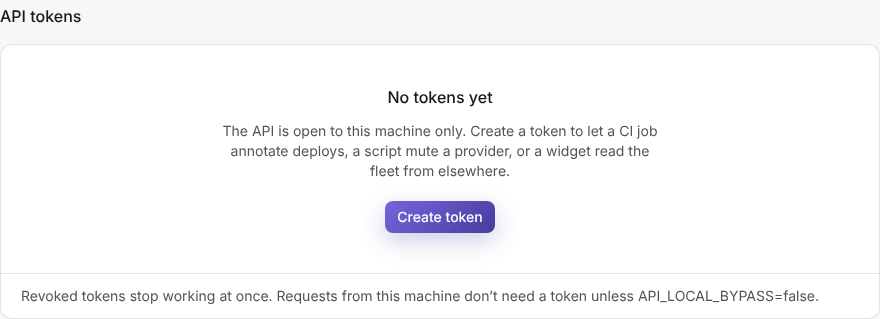 API tokens
No tokens yet
The API is open to this machine only. Create a token to let a CI job
annotate deploys, a script mute a provider, or a widget read the
fleet from elsewhere.
Create token
Revoked tokens stop working at once. Requests from this machine don’t need a token unless API_LOCAL_BYPASS=false.